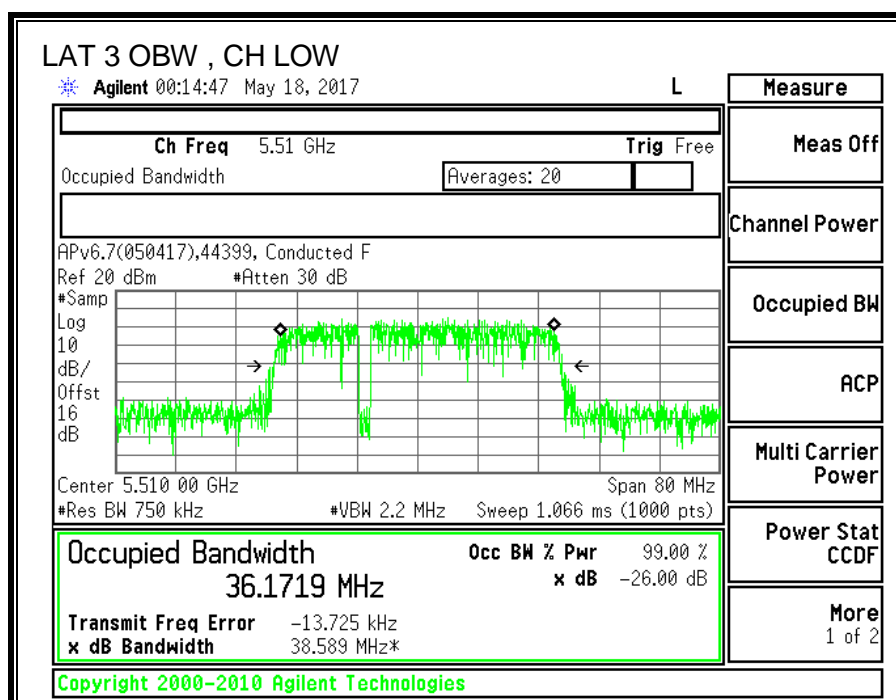 LAT 3 OBW , CH LOW
Agilent 00:14:47 May 18, 2017 L
Measure
Ch Freq 5.51 GHz Trig Free
Meas Off
Occupied Bandwidth Averages: 20
Channel Power
APv6.7(050417),44399, Conducted F
Ref 20 dBm #Atten 30 dB
#Samp
Log
10
dB/
Offst
16
dB
Occupied BW
ACP
Multi Carrier
Power
Center 5.510 00 GHz Span 80 MHz
#Res BW 750 kHz #VBW 2.2 MHz Sweep 1.066 ms (1000 pts)
Power Stat
CCDF
Occupied Bandwidth Occ BW % Pwr 99.00 %
36.1719 MHz x dB -26.00 dB
Transmit Freq Error -13.725 kHz
x dB Bandwidth 38.589 MHz*
More
1 of 2
Copyright 2000-2010 Agilent Technologies